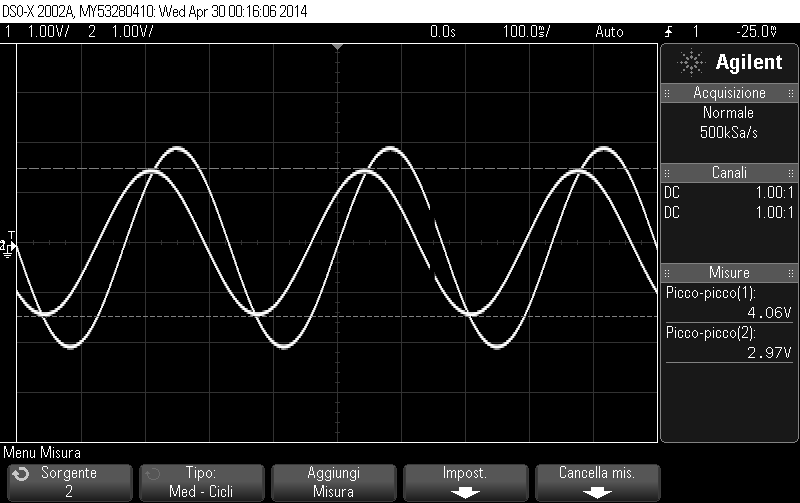 DSO-X 2002A, MY53280410: Wed Apr 30 00:16:06 2014
1 1.00V/ 2 1.00V/ 0.0s 100.0ms/ Auto 1 -25.0V
Agilent
Acquisizione
Normale
500kSa/s
Canali
DC 1.00:1
DC 1.00:1
Misure
Picco-picco(1):
4.06V
Picco-picco(2):
2.97V
T
Menu Misura
Sorgente
2
Tipo:
Med - Cicli
Aggiungi
Misura
Impost.
Cancella mis.